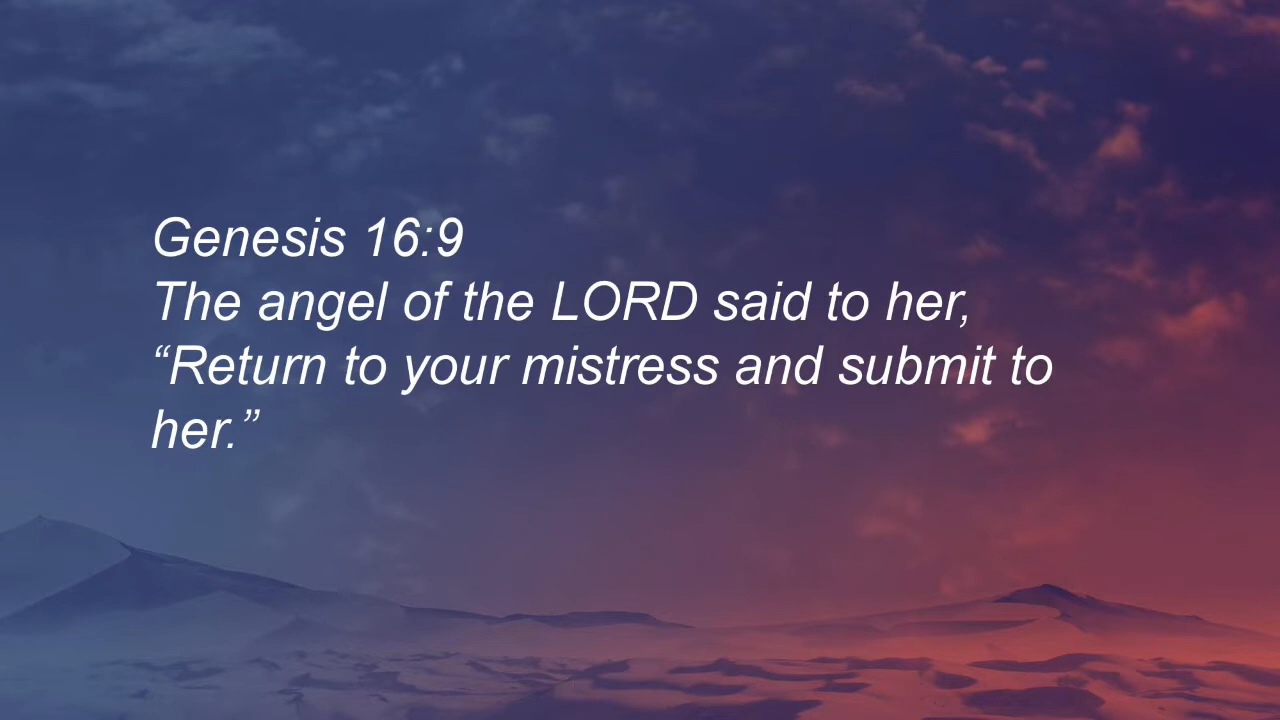 Genesis 16:9
The angel of the LORD said to her,
“Return to your mistress and submit to
her.”